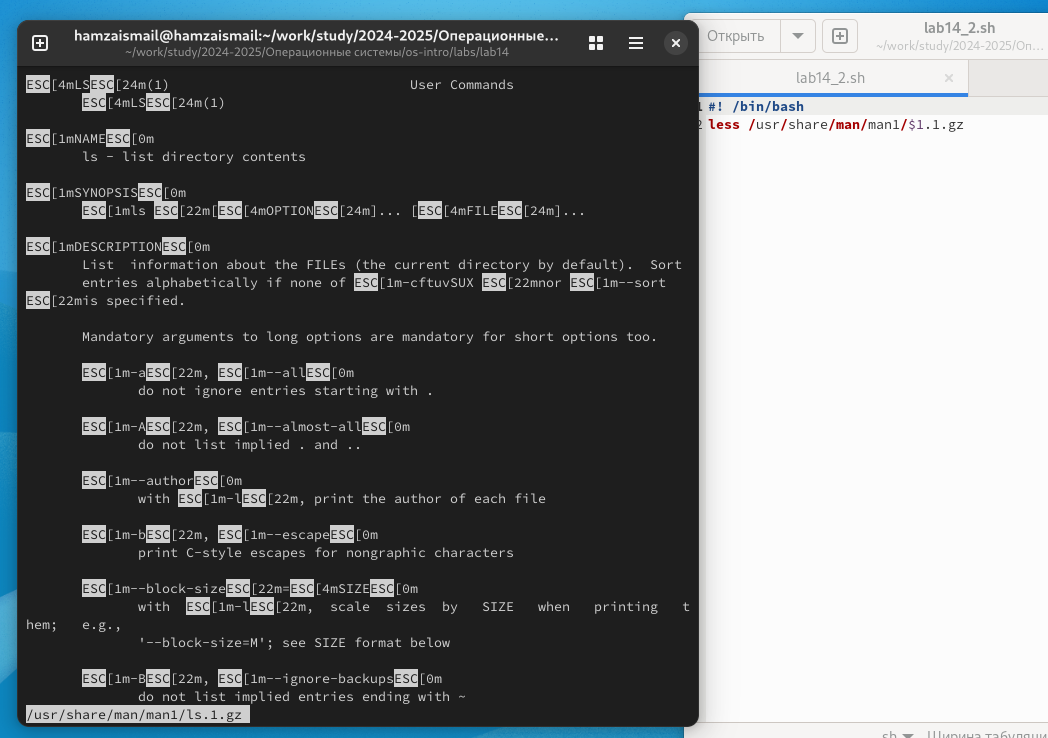 hamzaismail@hamzaismail:~/work/study/2024-2025/Операционные...
~/work/study/2024-2025/Операционные системы/os-intro/labs/lab14
ESC[4mLSESC[24m(1) User Commands
ESC[4mLSESC[24m(1)
ESC[1mNAMEESC[0m
ls - list directory contents
ESC[1mSYNOPSISESC[0m
ESC[1mls ESC[22m[ESC[4mOPTIONESC[24m]... [ESC[4mFILEESC[24m]...
ESC[1mDESCRIPTIONESC[0m
List information about the FILEs (the current directory by default). Sort
entries alphabetically if none of ESC[1m-cftuvSUX ESC[22mnor ESC[1m--sort
ESC[22mis specified.
Mandatory arguments to long options are mandatory for short options too.
ESC[1m-aESC[22m, ESC[1m--allESC[0m
do not ignore entries starting with .
ESC[1m-AESC[22m, ESC[1m--almost-allESC[0m
do not list implied . and ..
ESC[1m--authorESC[0m
with ESC[1m-lESC[22m, print the author of each file
ESC[1m-bESC[22m, ESC[1m--escapeESC[0m
print C-style escapes for nongraphic characters
ESC[1m--block-sizeESC[22m=ESC[4mSIZEESC[0m
with ESC[1m-lESC[22m, scale sizes by SIZE when printing t
hem; e.g.,
'--block-size=M'; see SIZE format below
ESC[1m-BESC[22m, ESC[1m--ignore-backupsESC[0m
do not list implied entries ending with ~
/usr/share/man/man1/ls.1.gz
Открыть
lab14_2.sh
~/work/study/2024-2025/Оп...
lab14_2.sh
1 #! /bin/bash
2 less /usr/share/man/man1/$1.1.gz
sh Ширина табуляци